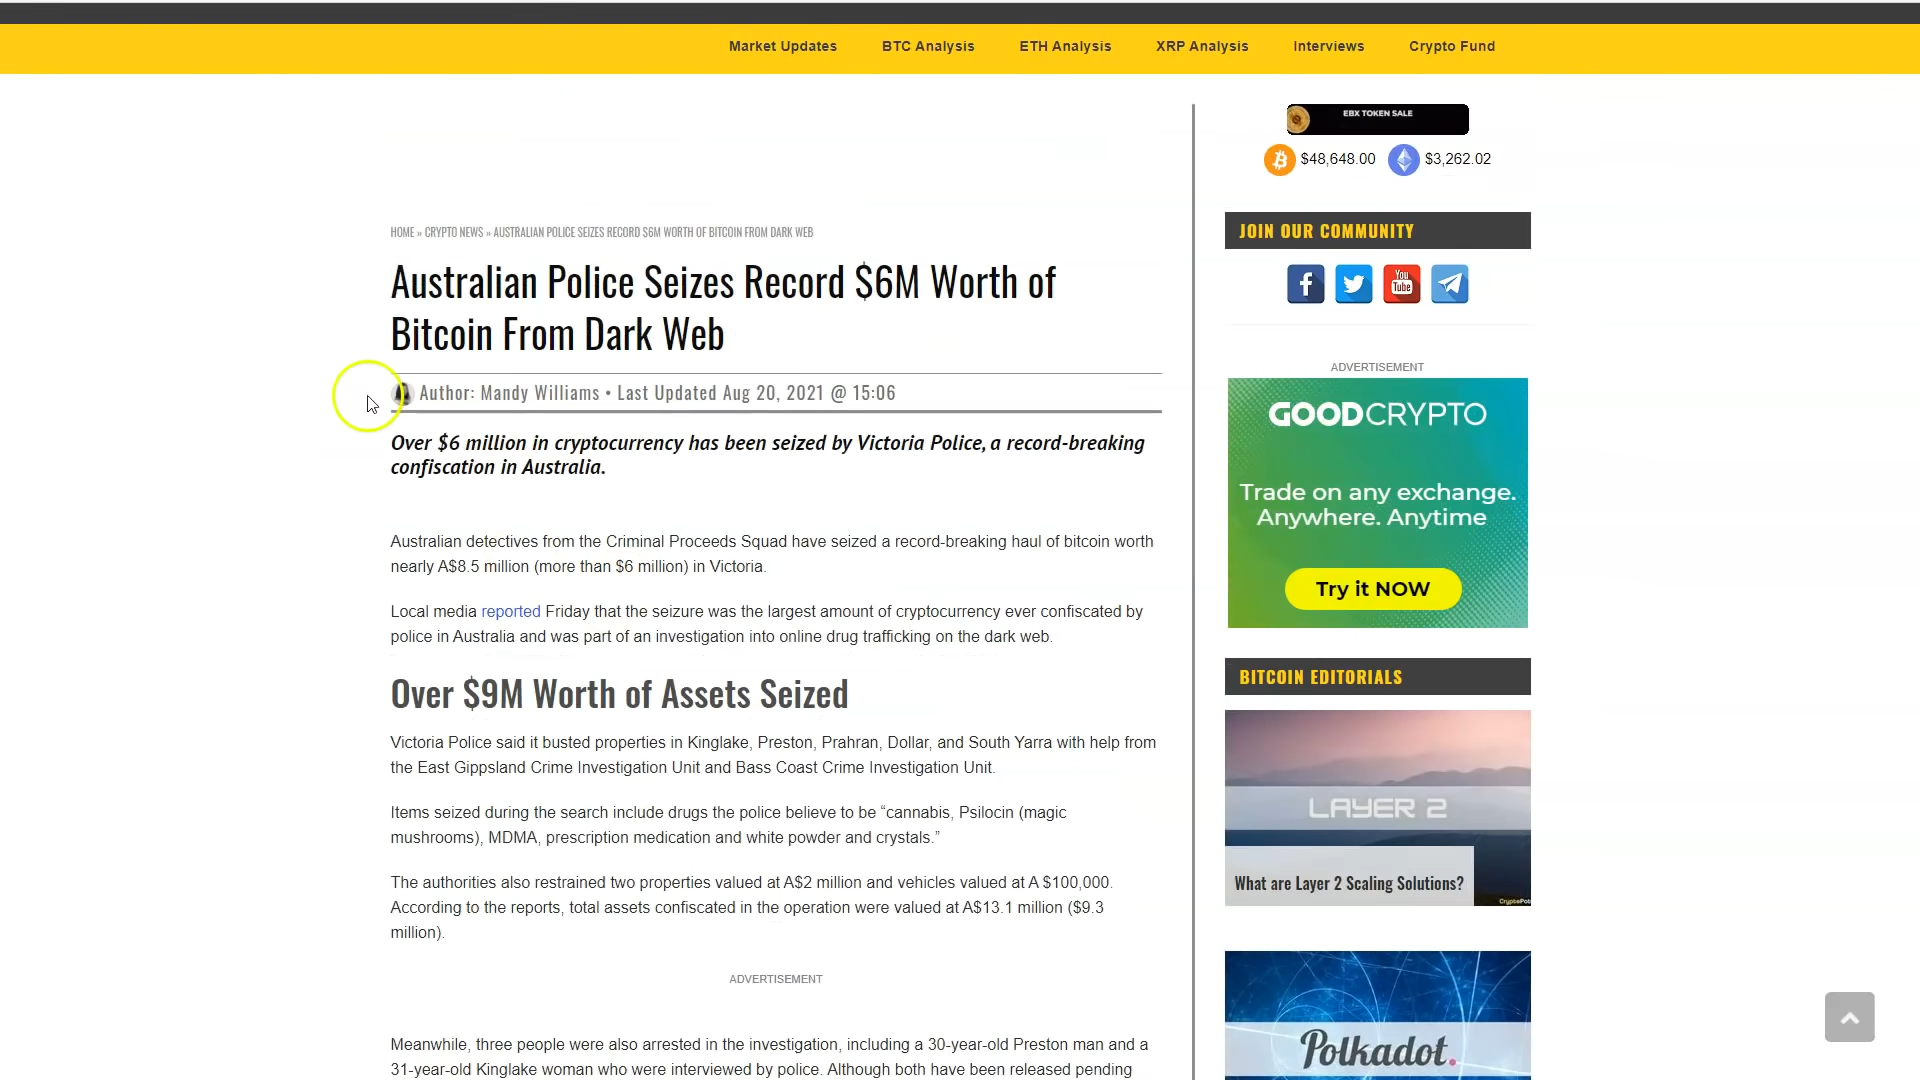 Market Updates BTC Analysis ETH Analysis XRP Analysis Interviews Crypto Fund
HOME » CRYPTO NEWS » AUSTRALIAN POLICE SEIZES RECORD $6M WORTH OF BITCOIN FROM DARK WEB
Australian Police Seizes Record $6M Worth of
Bitcoin From Dark Web
Author: Mandy Williams • Last Updated Aug 20, 2021 @ 15:06
Over $6 million in cryptocurrency has been seized by Victoria Police, a record-breaking
confiscation in Australia.
Australian detectives from the Criminal Proceeds Squad have seized a record-breaking haul of bitcoin worth
nearly A$8.5 million (more than $6 million) in Victoria.
Local media reported Friday that the seizure was the largest amount of cryptocurrency ever confiscated by
police in Australia and was part of an investigation into online drug trafficking on the dark web.
Over $9M Worth of Assets Seized
Victoria Police said it busted properties in Kinglake, Preston, Prahran, Dollar, and South Yarra with help from
the East Gippsland Crime Investigation Unit and Bass Coast Crime Investigation Unit.
Items seized during the search include drugs the police believe to be “cannabis, Psilocin (magic
mushrooms), MDMA, prescription medication and white powder and crystals.”
The authorities also restrained two properties valued at A$2 million and vehicles valued at A $100,000.
According to the reports, total assets confiscated in the operation were valued at A$13.1 million ($9.3
million).
ADVERTISEMENT
Meanwhile, three people were also arrested in the investigation, including a 30-year-old Preston man and a
31-year-old Kinglake woman who were interviewed by police. Although both have been released pending
EBX TOKEN SALE
$48,648.00 $3,262.02
JOIN OUR COMMUNITY
You
Tube
ADVERTISEMENT
GOODCRYPTO
Trade on any exchange.
Anywhere. Anytime
Try it NOW
BITCOIN EDITORIALS
LAYER 2
What are Layer 2 Scaling Solutions?
Polkadot.